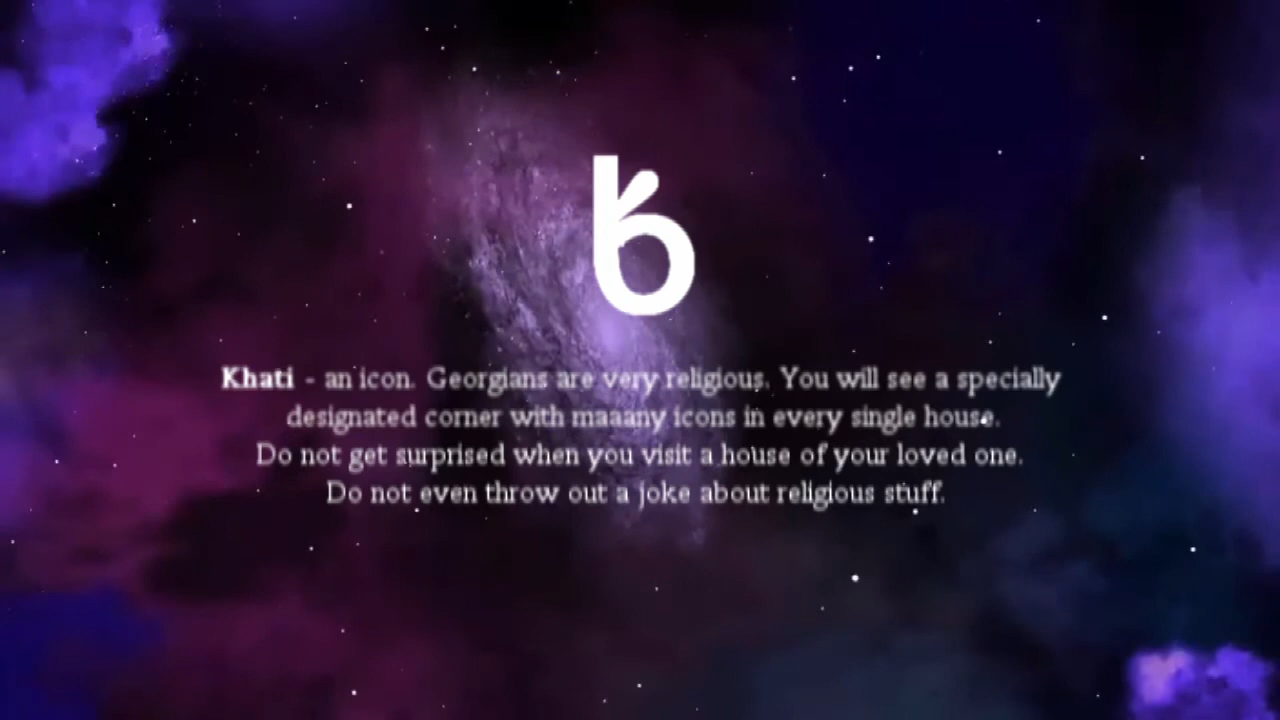 ხ
Khati - an icon. Georgians are very religious. You will see a specially
designated corner with maaany icons in every single house.
Do not get surprised when you visit a house of your loved one.
Do not even throw out a joke about religious stuff.